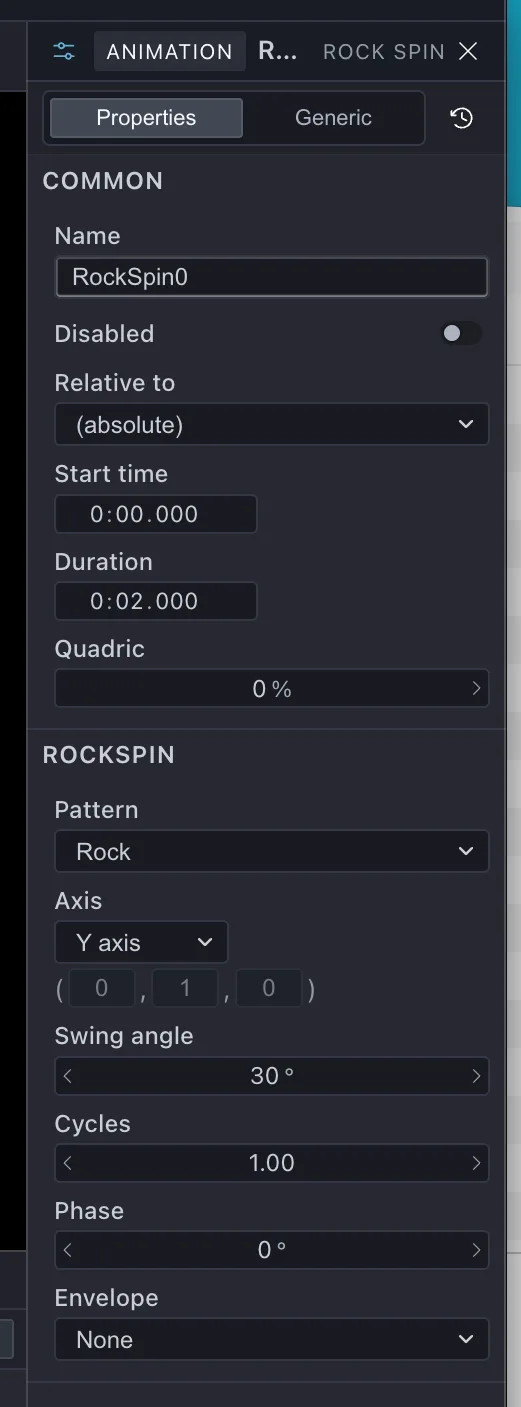 ANIMATION R... ROCK SPIN
Properties Generic
COMMON
Name
RockSpin0
Disabled
Relative to
(absolute)
Start time
0:00.000
Duration
0:02.000
Quadric
0 %
ROCKSPIN
Pattern
Rock
Axis
Y axis
( 0 , 1 , 0 )
Swing angle
30 °
Cycles
1.00
Phase
0 °
Envelope
None